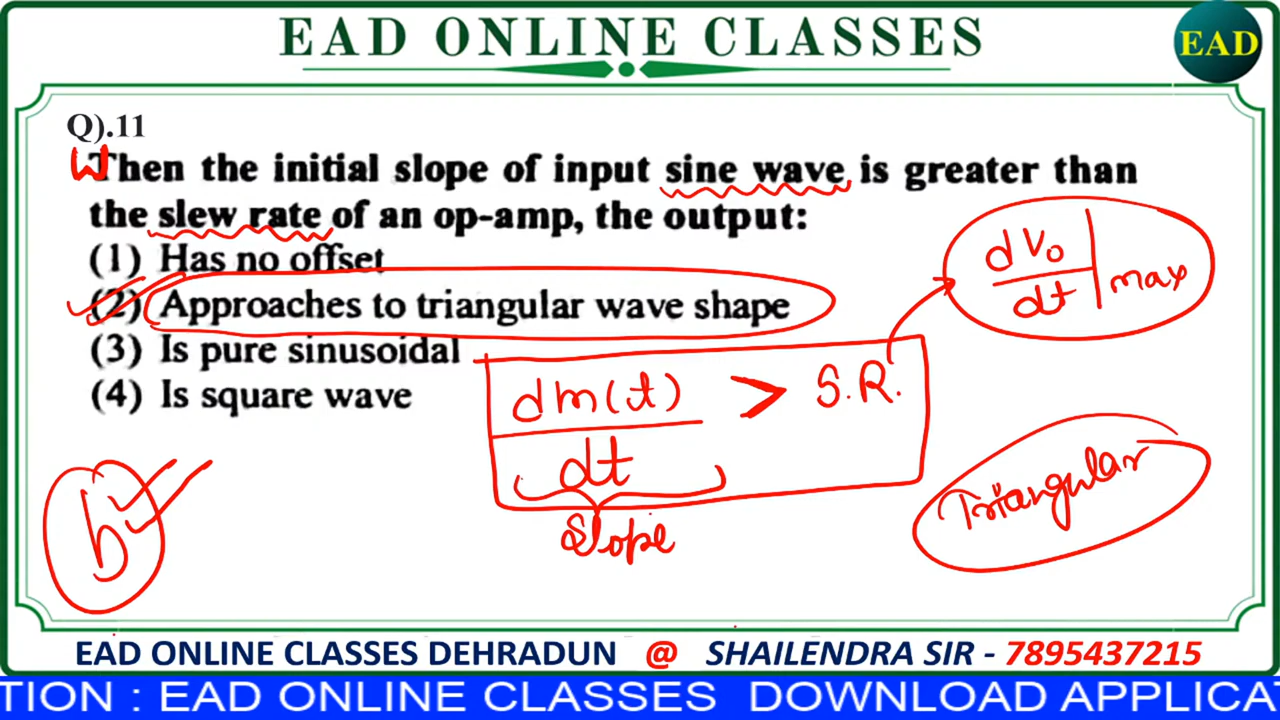 EAD ONLINE CLASSES
EAD
Q).11
WThen the initial slope of input sine wave is greater than
the slew rate of an op-amp, the output:
(1) Has no offset
(2) Approaches to triangular wave shape
(3) Is pure sinusoidal
(4) Is square wave
dV₀
dt
max
dm(t)
dt
> S.R.
Slope
Triangular
b
EAD ONLINE CLASSES DEHRADUN @ SHAILENDRA SIR - 7895437215
TION : EAD ONLINE CLASSES DOWNLOAD APPLICAT